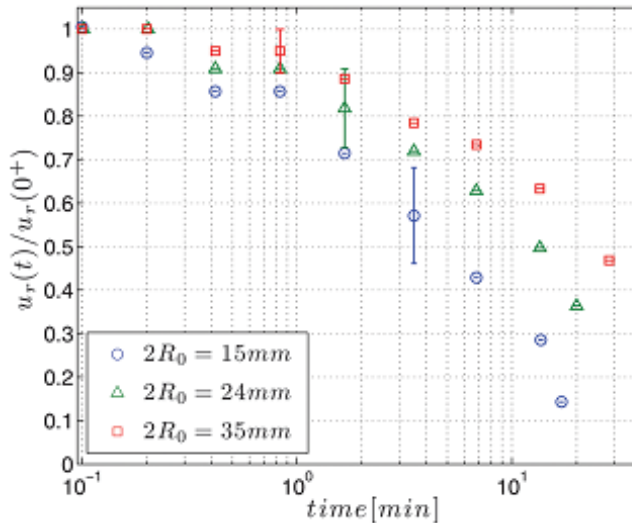 1
0.9
0.8
0.7
0.6
0.5
0.4
0.3
0.2
0.1
0
u_r(t)/u_r(0^+)
2R_0 = 15mm
2R_0 = 24mm
2R_0 = 35mm
10^{-1}
10^0
10^1
time[min]